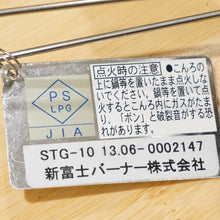 PS
LPG
JIA
点火時の注意 ●こんろの
上に鍋等を置いたまま点火しな
いでください。鍋等を置いて点
火するとこんろ内にガスがたま
り、「ボン」と破裂音がする恐
れがあります。
STG-10 13.06-0002147
新富士バーナー株式会社